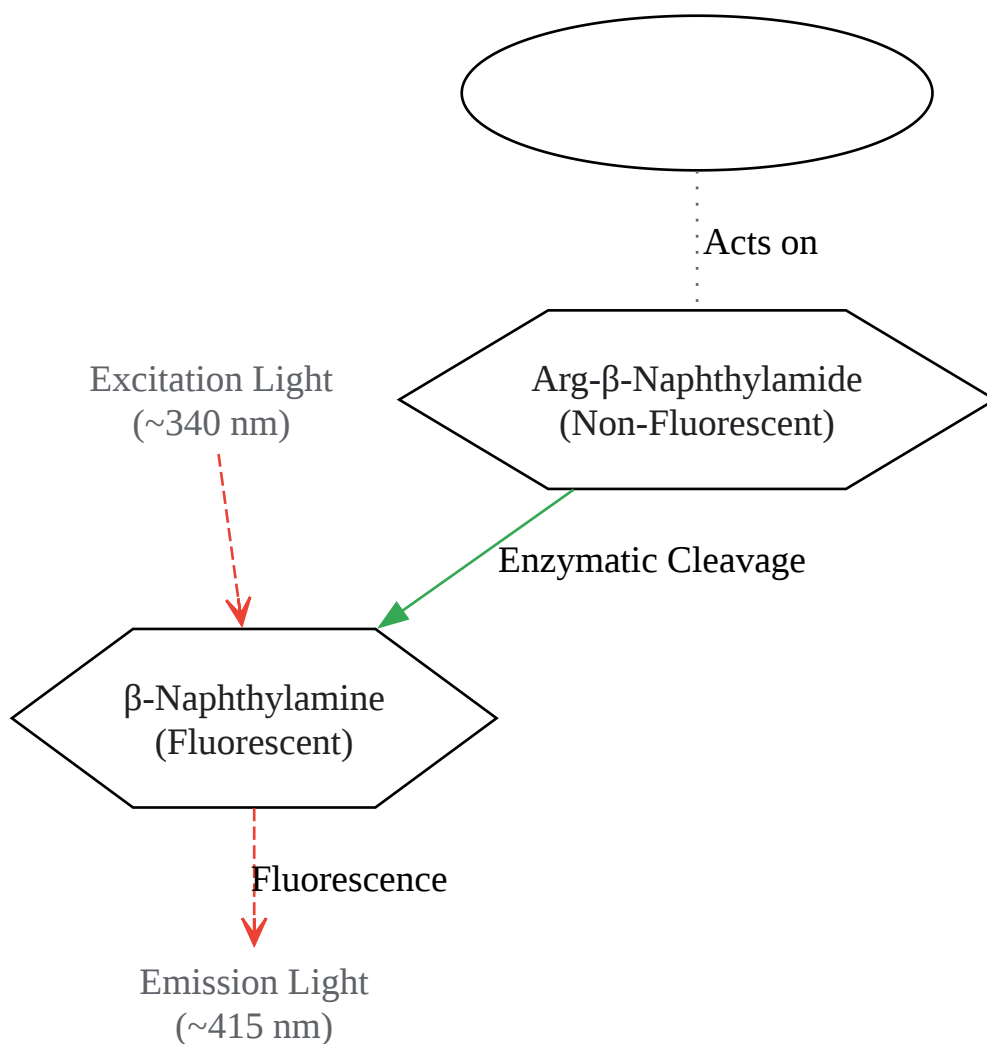 Acts on
Arg-β-Naphthylamide
(Non-Fluorescent)
Excitation Light
(~340 nm)
Enzymatic Cleavage
β-Naphthylamine
(Fluorescent)
Fluorescence
Emission Light
(~415 nm)